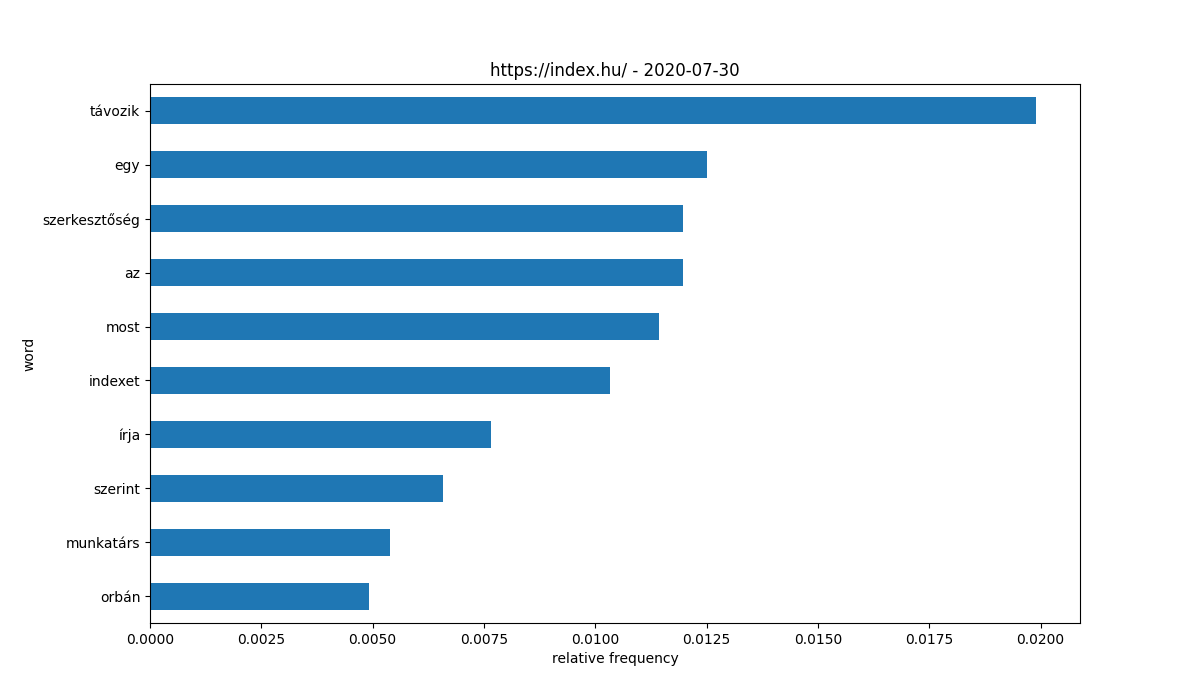 https://index.hu/ - 2020-07-30
távozik
egy
szerkesztőség
az
most
indexet
írja
szerint
munkatárs
orbán
word
0.0000 0.0025 0.0050 0.0075 0.0100 0.0125 0.0150 0.0175 0.0200
relative frequency